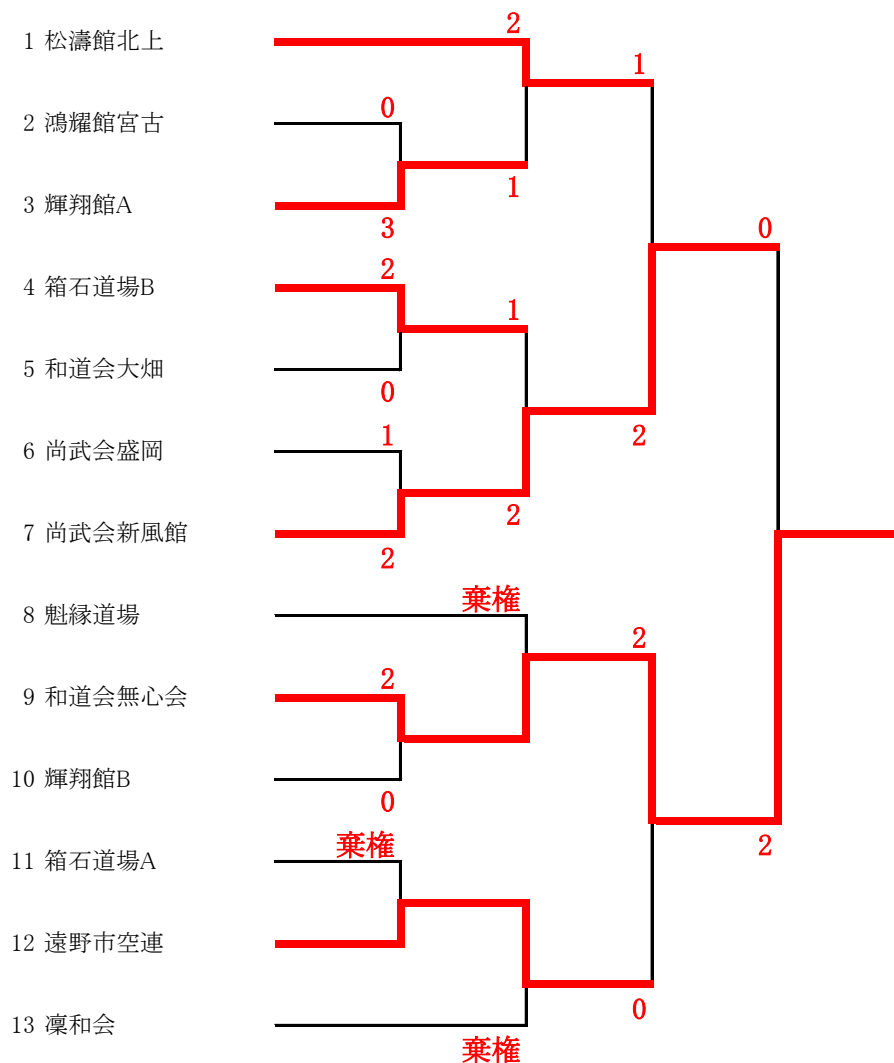 2
1 松濤館北上
1
0
2 鴻耀館宮古
1
3 輝翔館A
3
0
2
4 箱石道場B
1
5 和道会大畑
0
1
2
6 尚武会盛岡
2
7 尚武会新風館
2
棄権
8 魁縁道場
2
2
9 和道会無心会
10 輝翔館B
0
棄権
2
11 箱石道場A
12 遠野市空連
0
13 凜和会
棄権